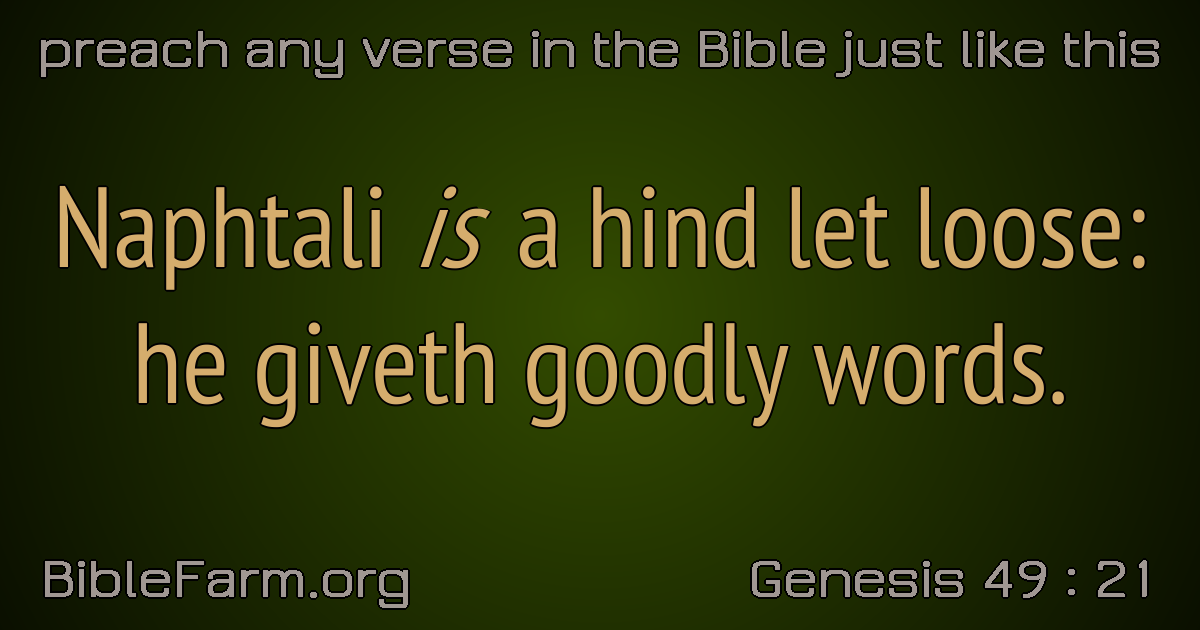 preach any verse in the Bible just like this
Naphtali is a hind let loose:
he giveth goodly words.
BibleFarm.org
Genesis 49 : 21